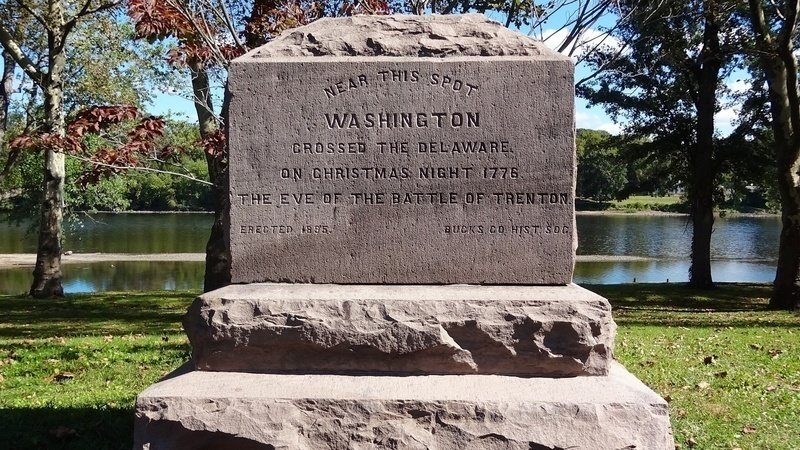 NEAR THIS SPOT
WASHINGTON
CROSSED THE DELAWARE.
ON CHRISTMAS NIGHT 1776.
THE EVE OF THE BATTLE OF TRENTON.
ERECTED 1895. BUCKS CO. HIST. SOC.